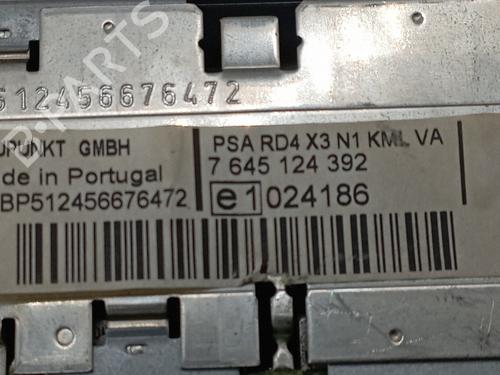 512456676472
UPUNKT GMBH
de in Portugal
BP512456676472
PSA RD4 X3 N1 KML VA
7 645 124 392
e1 024186
B-PARTS